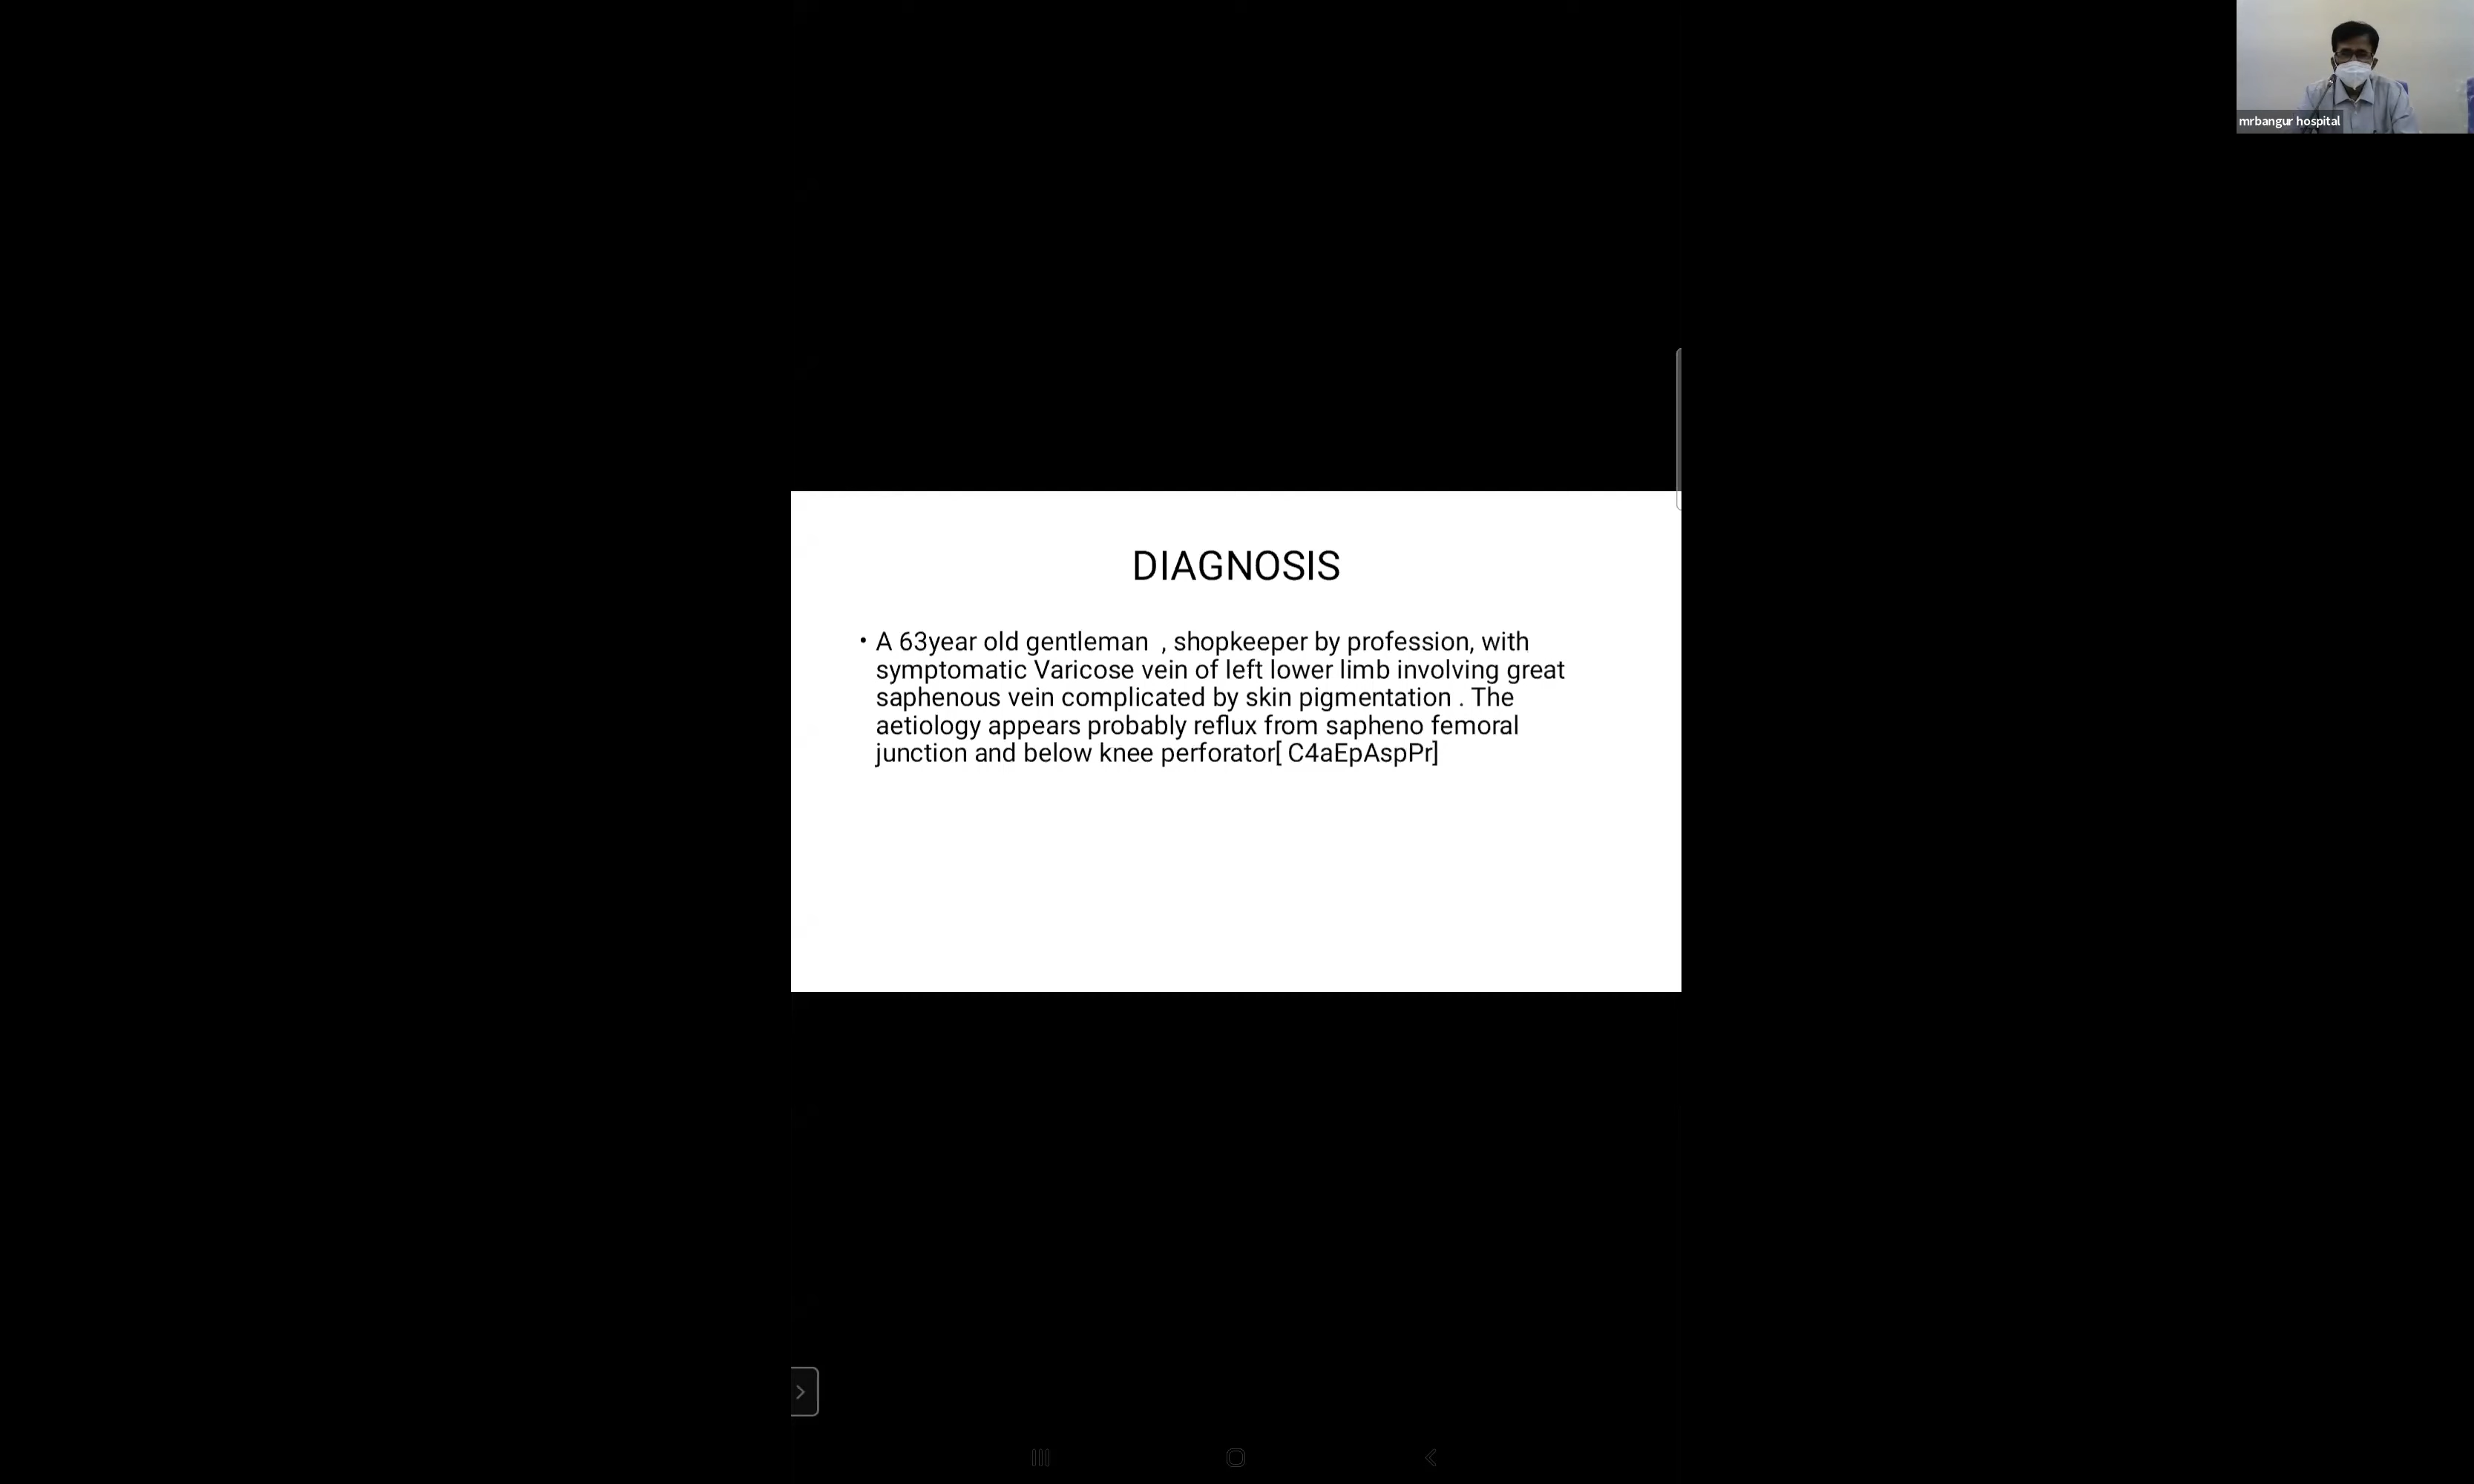 mrbangur hospital
DIAGNOSIS
• A 63year old gentleman , shopkeeper by profession, with
symptomatic Varicose vein of left lower limb involving great
saphenous vein complicated by skin pigmentation . The
aetiology appears probably reflux from sapheno femoral
junction and below knee perforator[ C4aEpAspPr]